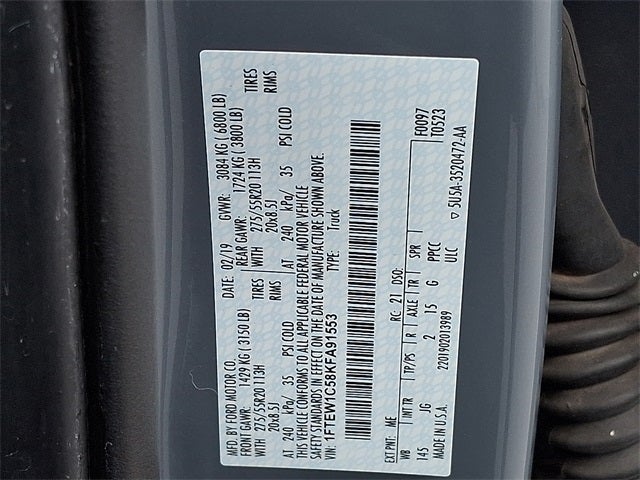 MFD. BY FORD MOTOR CO. DATE: 02/19 GVWR: 3084 KG ( 6800 LB)
FRONT GAWR: 1429 KG ( 3150 LB) REAR GAWR: 1724 KG ( 3800 LB)
275/55R20 113H TIRES WITH 275/55R20 113H TIRES
20x8.5J RIMS 20x8.5J RIMS
AT 240 kPa/ 35 PSI COLD AT 240 kPa/ 35 PSI COLD
THIS VEHICLE CONFORMS TO ALL APPLICABLE FEDERAL MOTOR VEHICLE
SAFETY STANDARDS IN EFFECT ON THE DATE OF MANUFACTURE SHOWN ABOVE.
VIN: 1FTEW1C58KFA91553 TYPE: Truck
EXT PNT: ME RC: 21 DSO: F0097
WB INT TR TP/PS R AXLE TR SPR T0523
145 JG 2 15 G PPCC
ULC
MADE IN U.S.A. 2201902013989 5U5A-3520472-AA